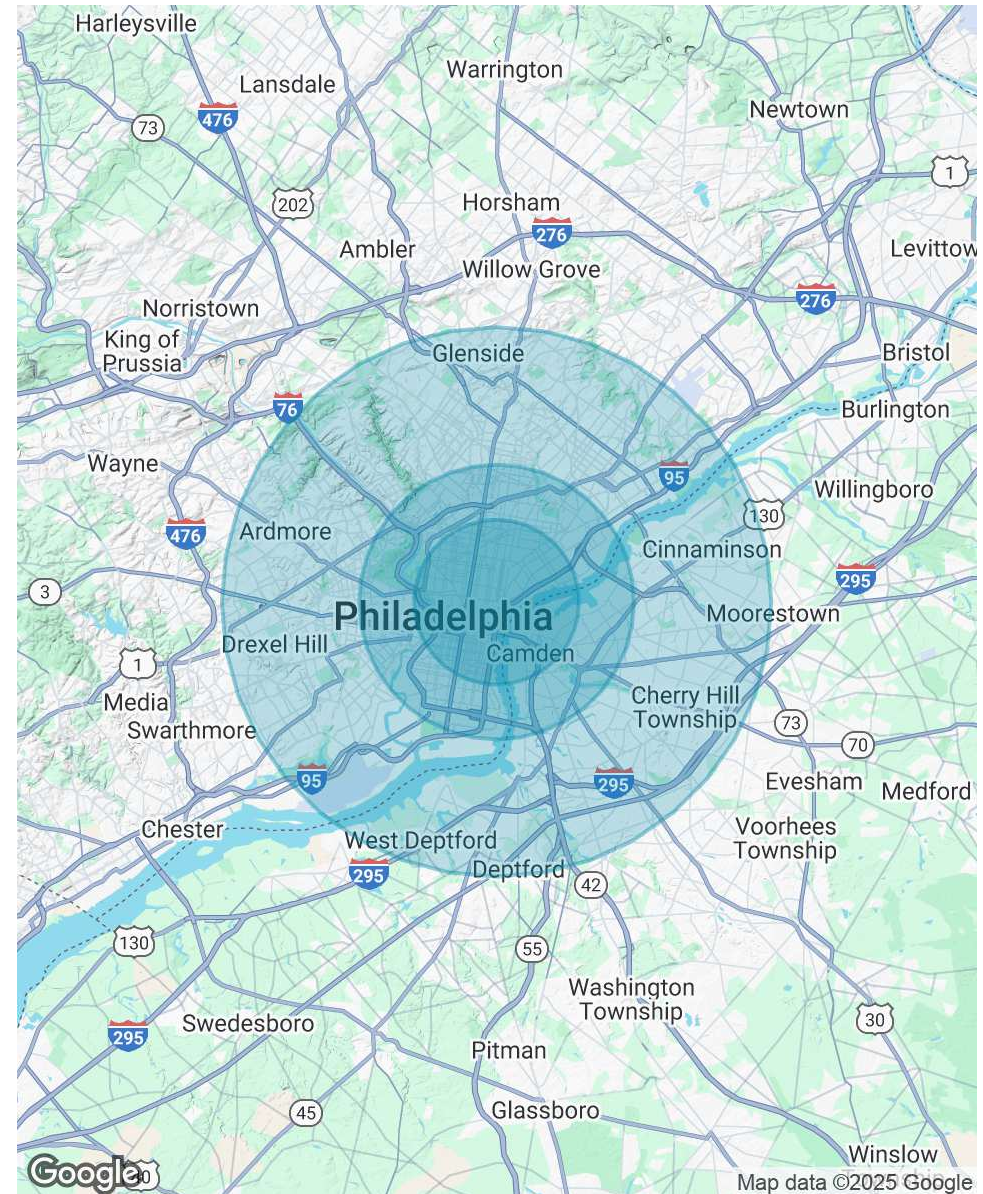 Harleysville
Warrington
Lansdale
Newtown
476
73
1
202
Horsham
276
Ambler
Levittow
Willow Grove
276
Norristown
King of
Prussia
Glenside
Bristol
76
Burlington
Wayne
95
Willingboro
130
476
Ardmore
Cinnaminson
295
3
Philadelphia
Moorestown
Drexel Hill
Camden
1
Media
Cherry Hill
Township
Swarthmore
73
70
95
295
Evesham
Medford
Chester
West Deptford
Voorhees
Township
295
Deptford
42
130
55
Washington
Township
Swedesboro
30
295
Pitman
45
Glassboro
Winslow
Google
Map data ©2025 Google